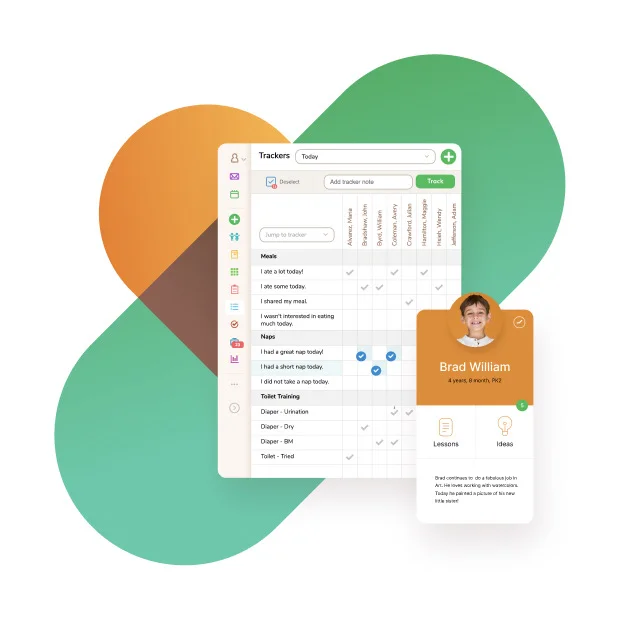 Trackers
Today
Deselect
Add tracker note
Track
Jump to tracker
Alvarez, Maria
Bradshaw, John
Byrd, William
Coleman, Avery
Crawford, Julian
Hamilton, Maggie
Heath, Wendy
Jefferson, Adam
Meals
I ate a lot today!
I ate some today.
I shared my meal.
I wasn't interested in eating
much today.
Naps
I had a great nap today!
I had a short nap today.
I did not take a nap today.
Toilet Training
Diaper - Urination
Diaper - Dry
Diaper - BM
Toilet - Tried
Brad William
4 years, 8 month, PK2
5
Lessons
Ideas
Brad continues to do a fabulous job in
Art. He loves working with watercolors.
Today he painted a picture of his new
little sister!